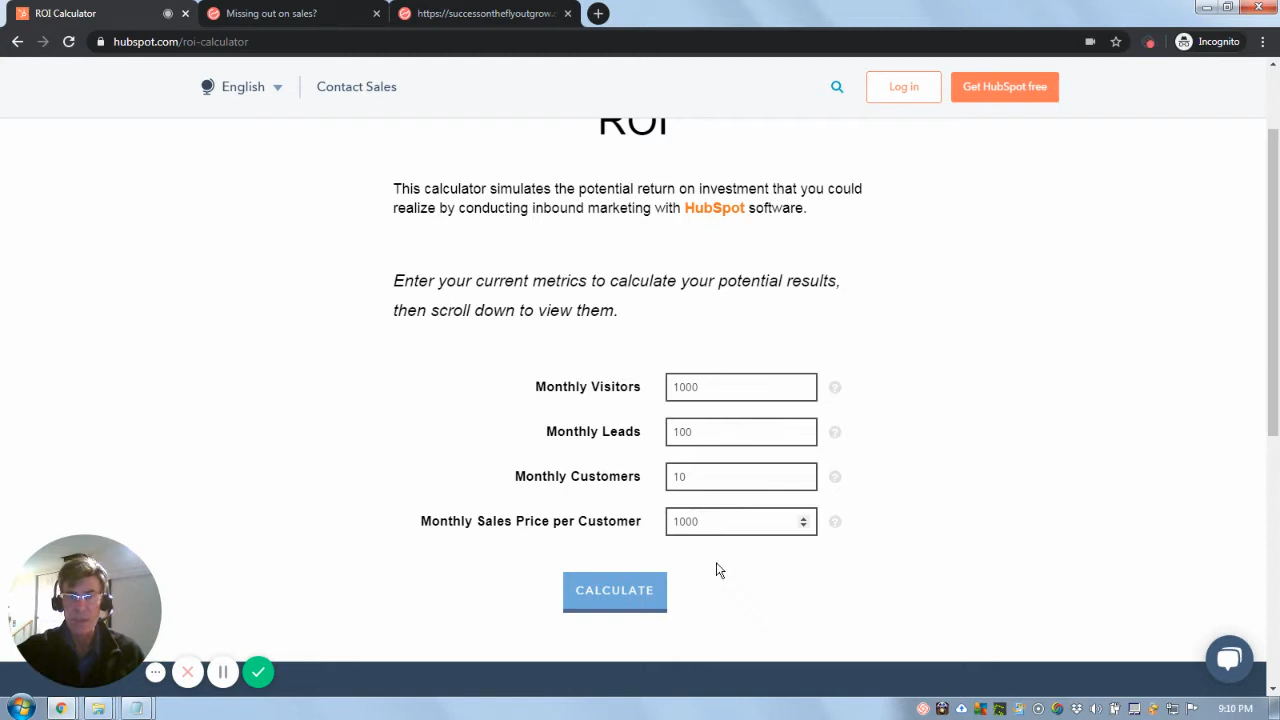 ROI Calculator
Missing out on sales?
https://successontheflyoutgrow.
hubspot.com/roi-calculator
Incognito
English
Contact Sales
Log in
Get HubSpot free
ROI
This calculator simulates the potential return on investment that you could
realize by conducting inbound marketing with HubSpot software.
Enter your current metrics to calculate your potential results,
then scroll down to view them.
Monthly Visitors
1000
Monthly Leads
100
Monthly Customers
10
Monthly Sales Price per Customer
1000
CALCULATE
9:10 PM